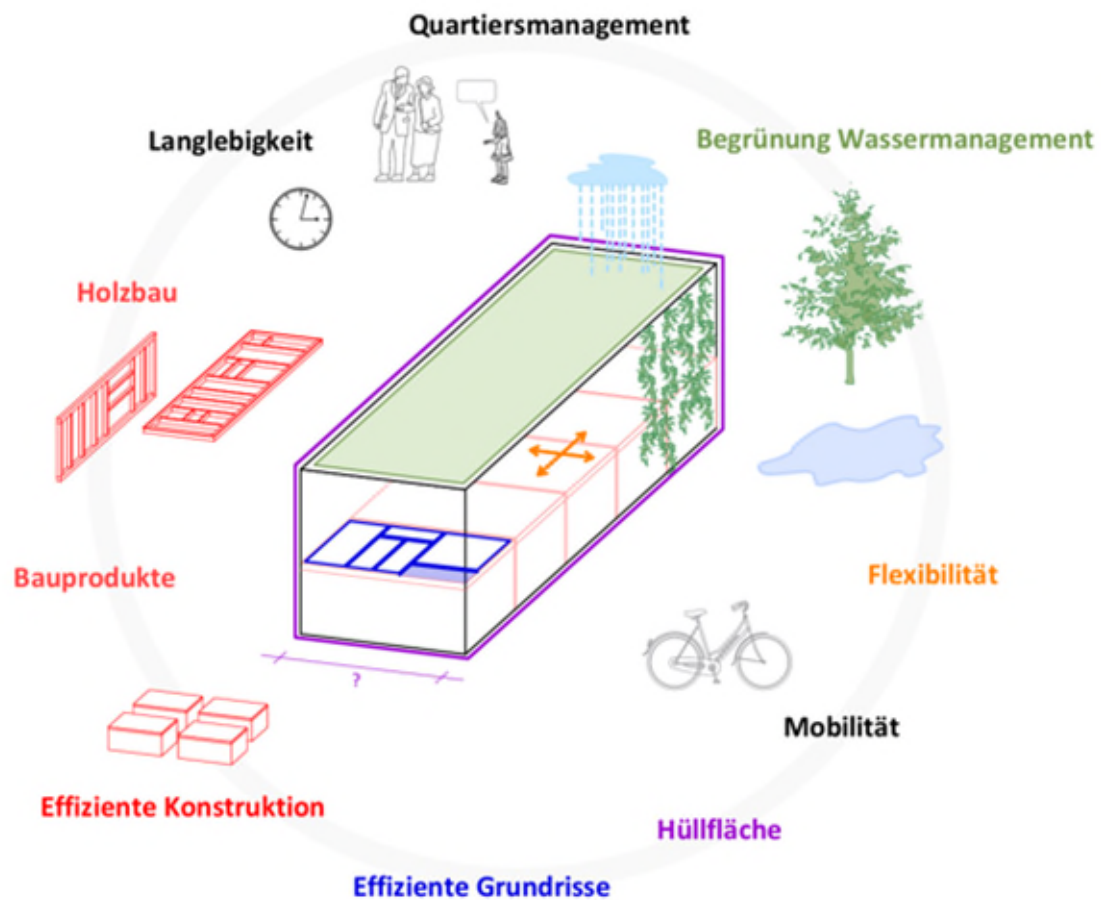 Quartiersmanagement
Langlebigkeit
Begrünung Wassermanagement
Holzbau
Bauprodukte
Flexibilität
?
Mobilität
Effiziente Konstruktion
Hüllfläche
Effiziente Grundrisse